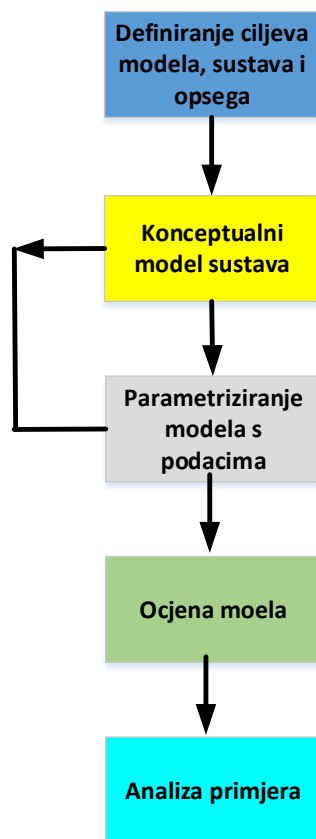 Definiranje ciljeva
modela, sustava i
opsega
Konceptualni
model sustava
Parametriziranje
modela s
podacima
Ocjena moela
Analiza primjera